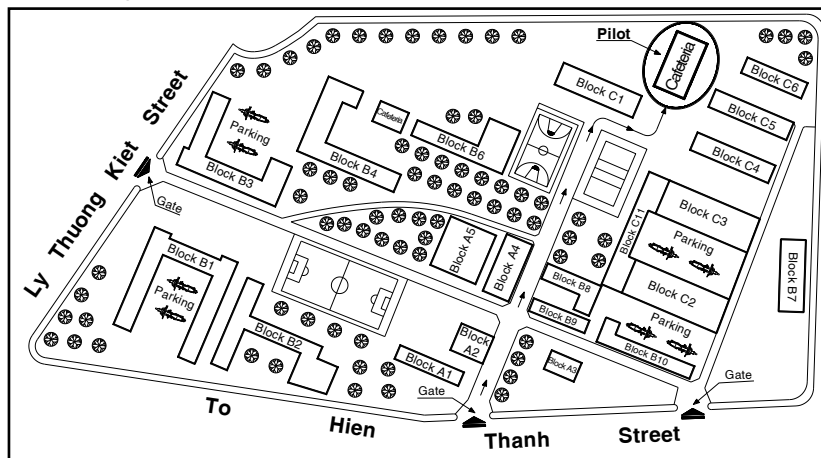 Pilot
Cafeteria
Block C6
Block C1
Block C5
Cafeteria
Parking
Block B6
Block C4
Block B4
Block B3
Ly Thuong Kiet Street
Gate
Block C3
Block C11
Parking
Block A5
Block A4
Block B1
Block B8
Block C2
Block B7
Parking
Block B9
Parking
Block B2
Block
A2
Block B10
Block A1
Block A3
Gate
Gate
To Hien Thanh Street